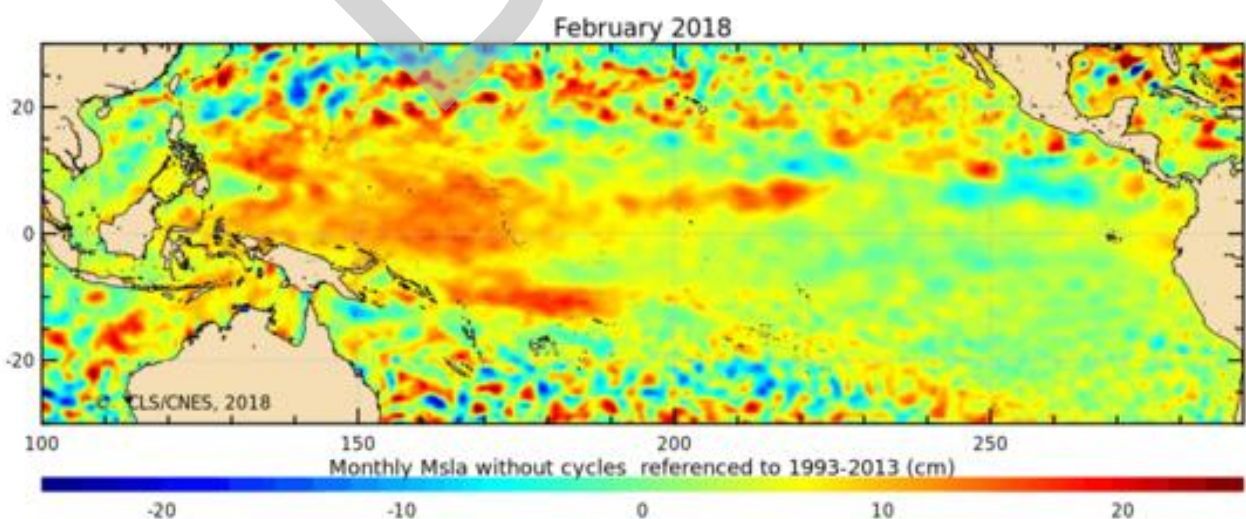 February 2018
20
0
-20
© CLS/CNES, 2018
100 150 200 250
Monthly Msla without cycles referenced to 1993-2013 (cm)
-20 -10 0 10 20